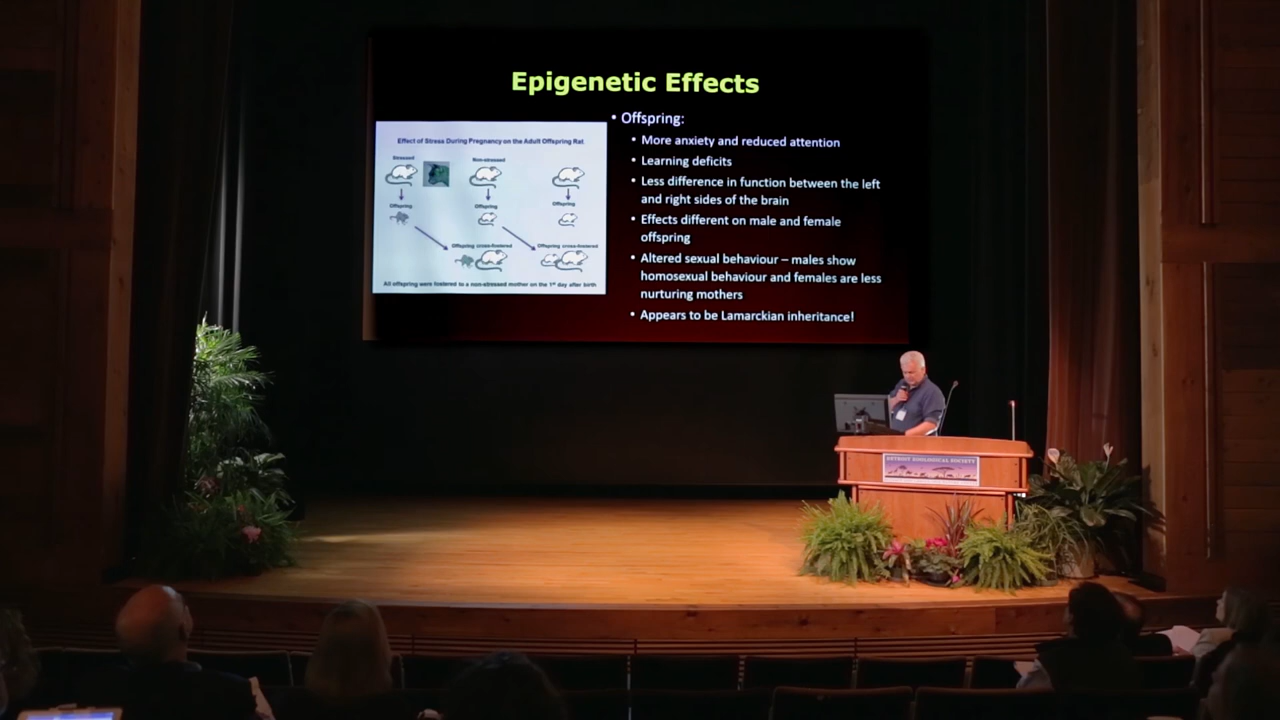 Epigenetic Effects
Effect of Stress During Pregnancy on the Adult Offspring Rat
Stressed
Non-stressed
Offspring
Offspring
Offspring
Offspring cross-fostered
Offspring cross-fostered
All offspring were fostered to a non-stressed mother on the 1st day after birth
• Offspring:
• More anxiety and reduced attention
• Learning deficits
• Less difference in function between the left
and right sides of the brain
• Effects different on male and female
offspring
• Altered sexual behaviour – males show
homosexual behaviour and females are less
nurturing mothers
• Appears to be Lamarckian inheritance!
DETROIT ZOOLOGICAL SOCIETY